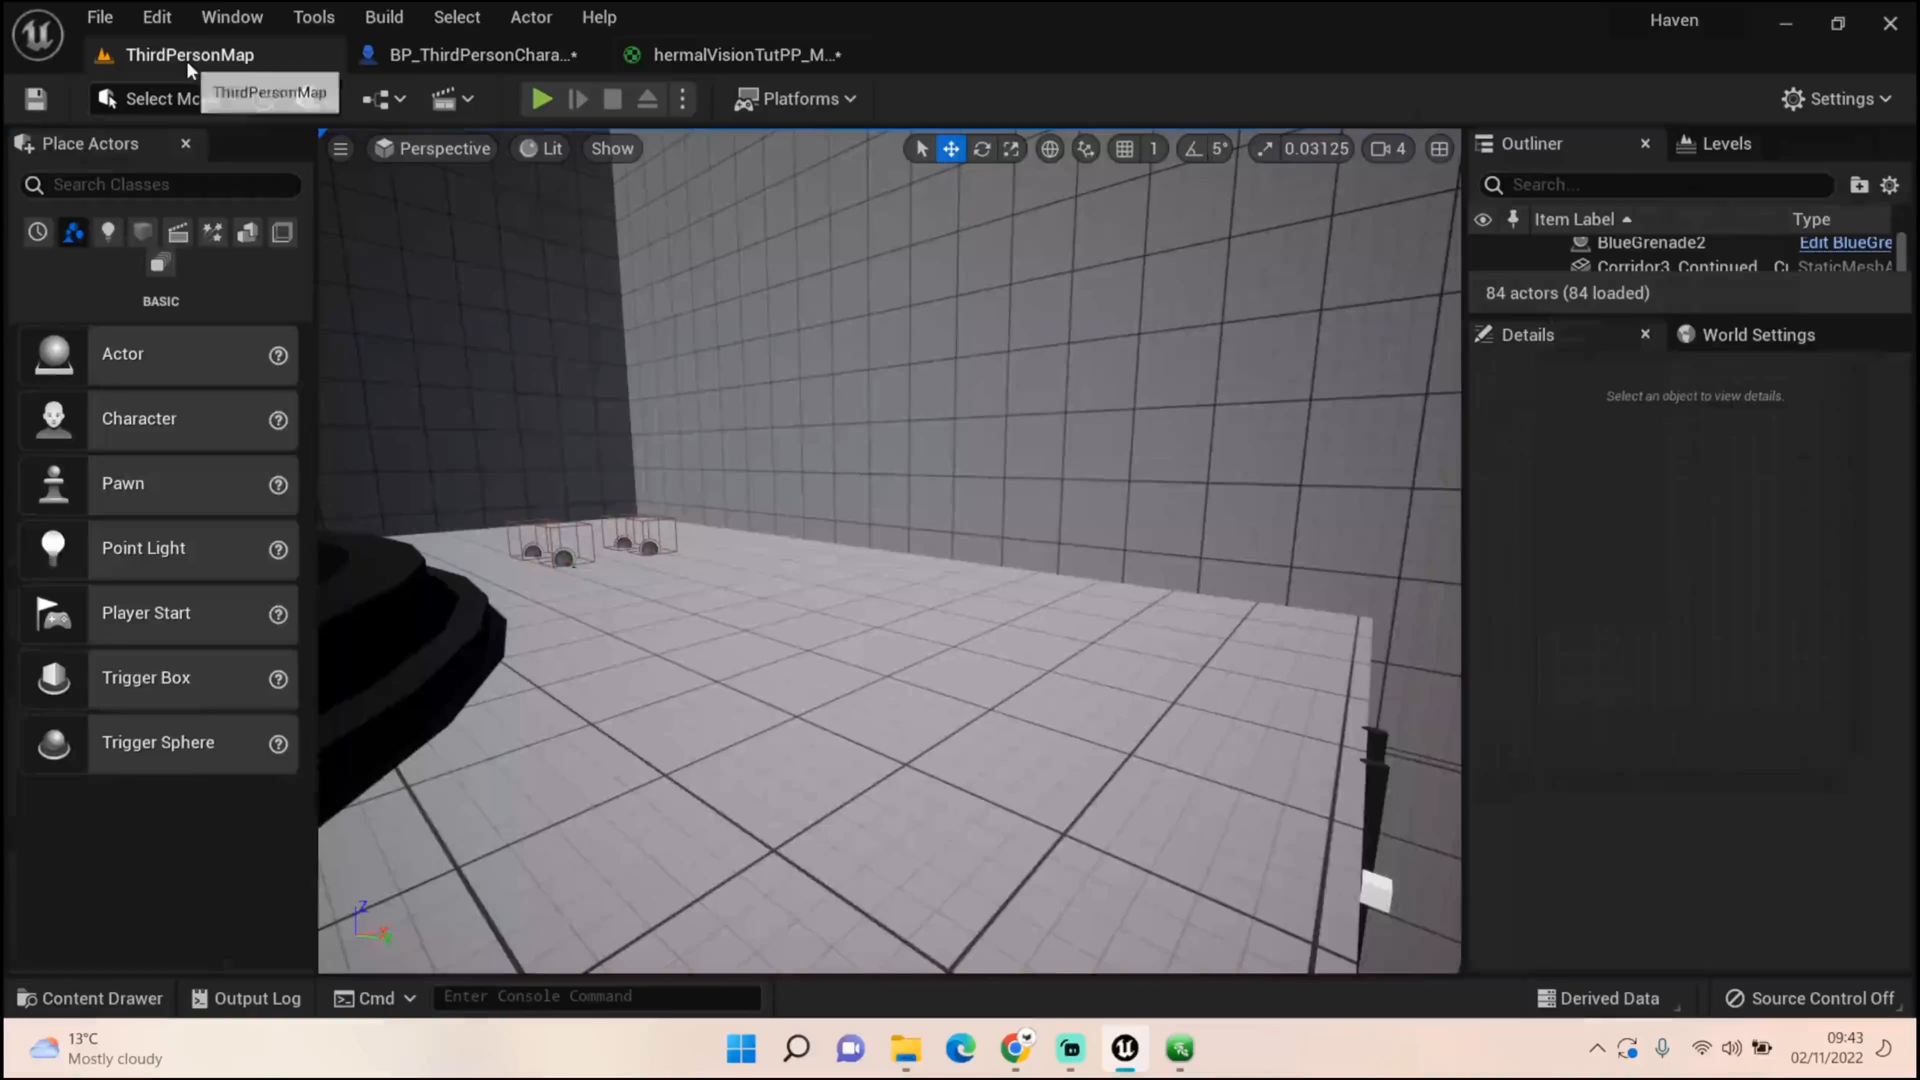 File Edit Window Tools Build Select Actor Help
Haven
ThirdPersonMap
BP_ThirdPersonChara...*
hermalVisionTutPP_M...*
Select Mo
ThirdPersonMap
Platforms
Settings
Place Actors
Search Classes
BASIC
Actor
Character
Pawn
Point Light
Player Start
Trigger Box
Trigger Sphere
Perspective
Lit
Show
1
5°
0.03125
4
Z
Outliner
Levels
Search...
Item Label
Type
BlueGrenade2
Edit BlueGre
Corridor3_Continued_
StaticMeshA
84 actors (84 loaded)
Details
World Settings
Select an object to view details.
Content Drawer
Output Log
Cmd
Enter Console Command
Derived Data
Source Control Off
13°C
Mostly cloudy
09:43
02/11/2022